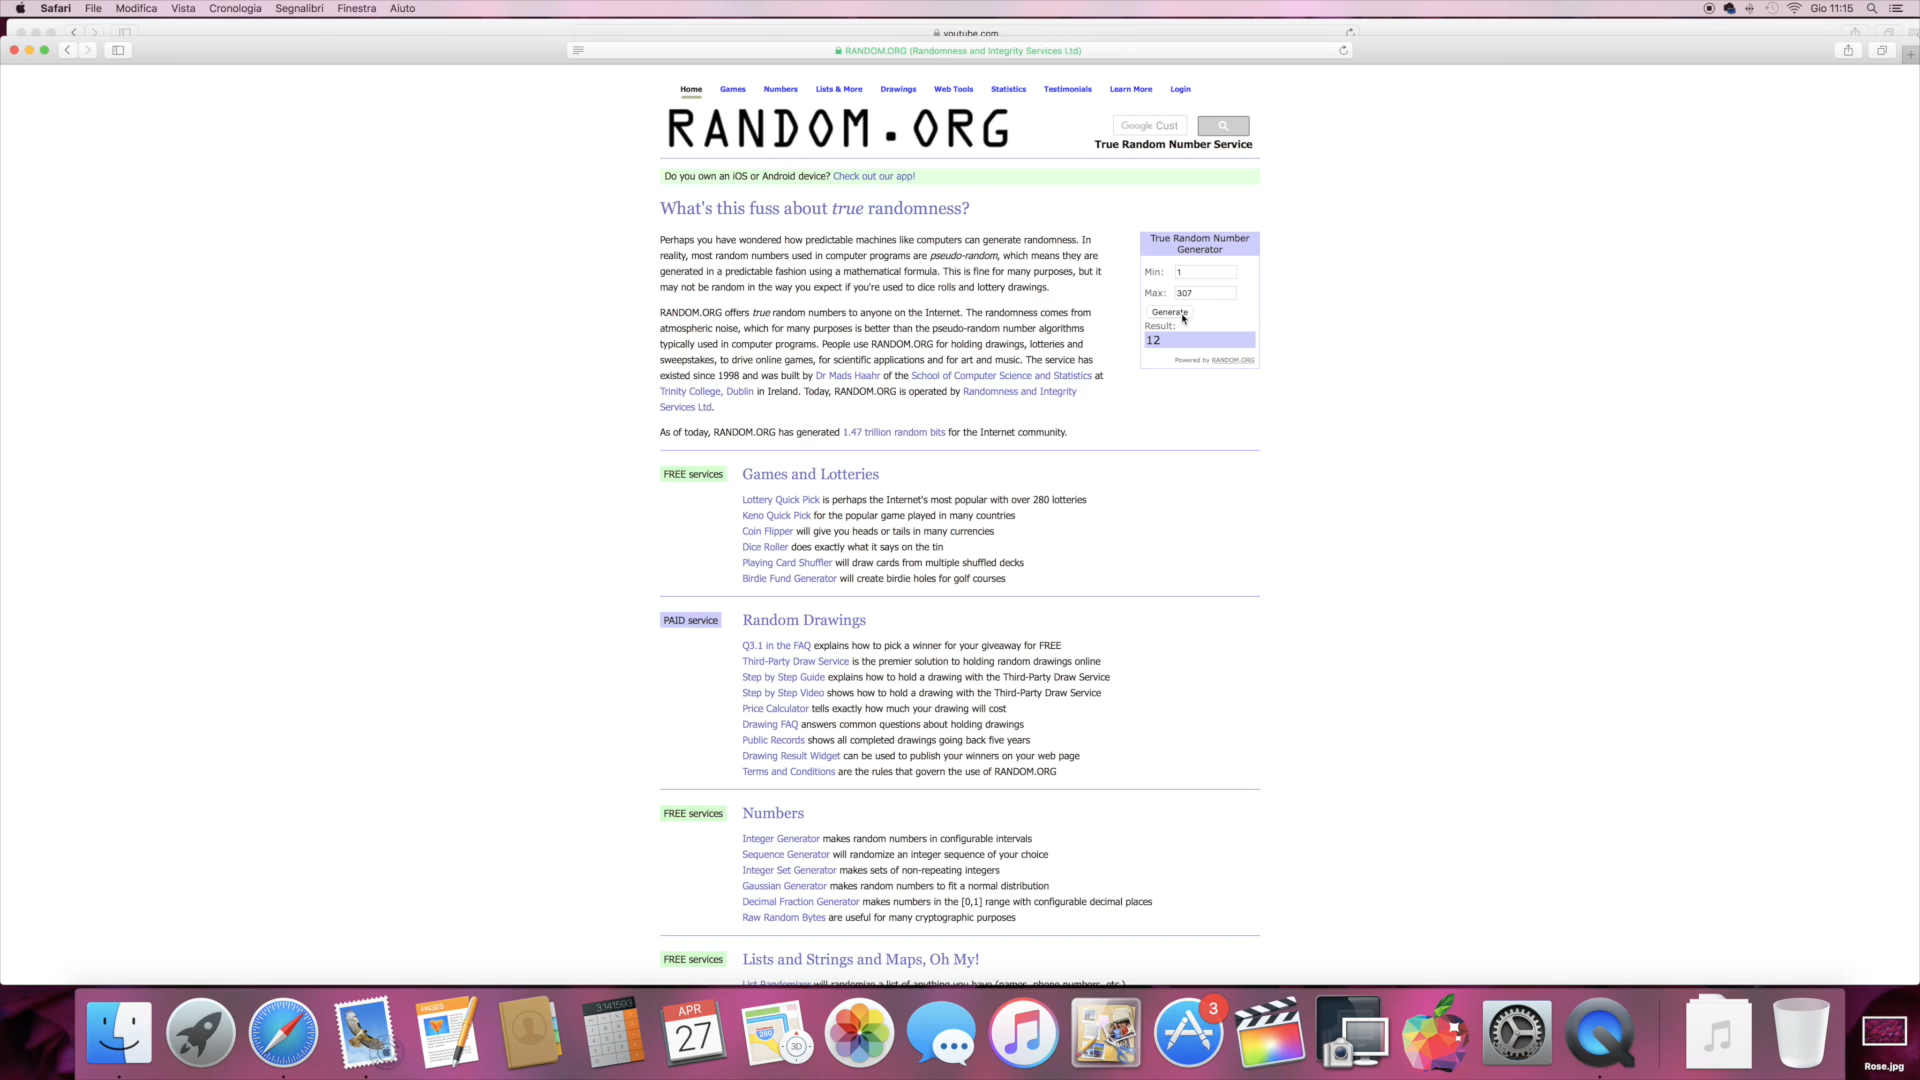 Safari File Modifica Vista Cronologia Segnalibri Finestra Aiuto Gio 11:15
youtube.com
RANDOM.ORG (Randomness and Integrity Services Ltd)
Home Games Numbers Lists & More Drawings Web Tools Statistics Testimonials Learn More Login
RANDOM.ORG
Google Cust
True Random Number Service
Do you own an iOS or Android device? Check out our app!
What's this fuss about true randomness?
Perhaps you have wondered how predictable machines like computers can generate randomness. In
reality, most random numbers used in computer programs are pseudo-random, which means they are
generated in a predictable fashion using a mathematical formula. This is fine for many purposes, but it
may not be random in the way you expect if you're used to dice rolls and lottery drawings.
RANDOM.ORG offers true random numbers to anyone on the Internet. The randomness comes from
atmospheric noise, which for many purposes is better than the pseudo-random number algorithms
typically used in computer programs. People use RANDOM.ORG for holding drawings, lotteries and
sweepstakes, to drive online games, for scientific applications and for art and music. The service has
existed since 1998 and was built by Dr Mads Haahr of the School of Computer Science and Statistics at
Trinity College, Dublin in Ireland. Today, RANDOM.ORG is operated by Randomness and Integrity
Services Ltd.
As of today, RANDOM.ORG has generated 1.47 trillion random bits for the Internet community.
True Random Number
Generator
Min: 1
Max: 307
Generate
Result:
12
Powered by RANDOM.ORG
FREE services Games and Lotteries
Lottery Quick Pick is perhaps the Internet's most popular with over 280 lotteries
Keno Quick Pick for the popular game played in many countries
Coin Flipper will give you heads or tails in many currencies
Dice Roller does exactly what it says on the tin
Playing Card Shuffler will draw cards from multiple shuffled decks
Birdie Fund Generator will create birdie holes for golf courses
PAID service Random Drawings
Q3.1 in the FAQ explains how to pick a winner for your giveaway for FREE
Third-Party Draw Service is the premier solution to holding random drawings online
Step by Step Guide explains how to hold a drawing with the Third-Party Draw Service
Step by Step Video shows how to hold a drawing with the Third-Party Draw Service
Price Calculator tells exactly how much your drawing will cost
Drawing FAQ answers common questions about holding drawings
Public Records shows all completed drawings going back five years
Drawing Result Widget can be used to publish your winners on your web page
Terms and Conditions are the rules that govern the use of RANDOM.ORG
FREE services Numbers
Integer Generator makes random numbers in configurable intervals
Sequence Generator will randomize an integer sequence of your choice
Integer Set Generator makes sets of non-repeating integers
Gaussian Generator makes random numbers to fit a normal distribution
Decimal Fraction Generator makes numbers in the [0,1] range with configurable decimal places
Raw Random Bytes are useful for many cryptographic purposes
FREE services Lists and Strings and Maps, Oh My!
List Randomizer will randomize a list of anything you have (names, phone numbers, etc.)
PAGES
3,141593
APR
27
280
3D
3
Rose.jpg